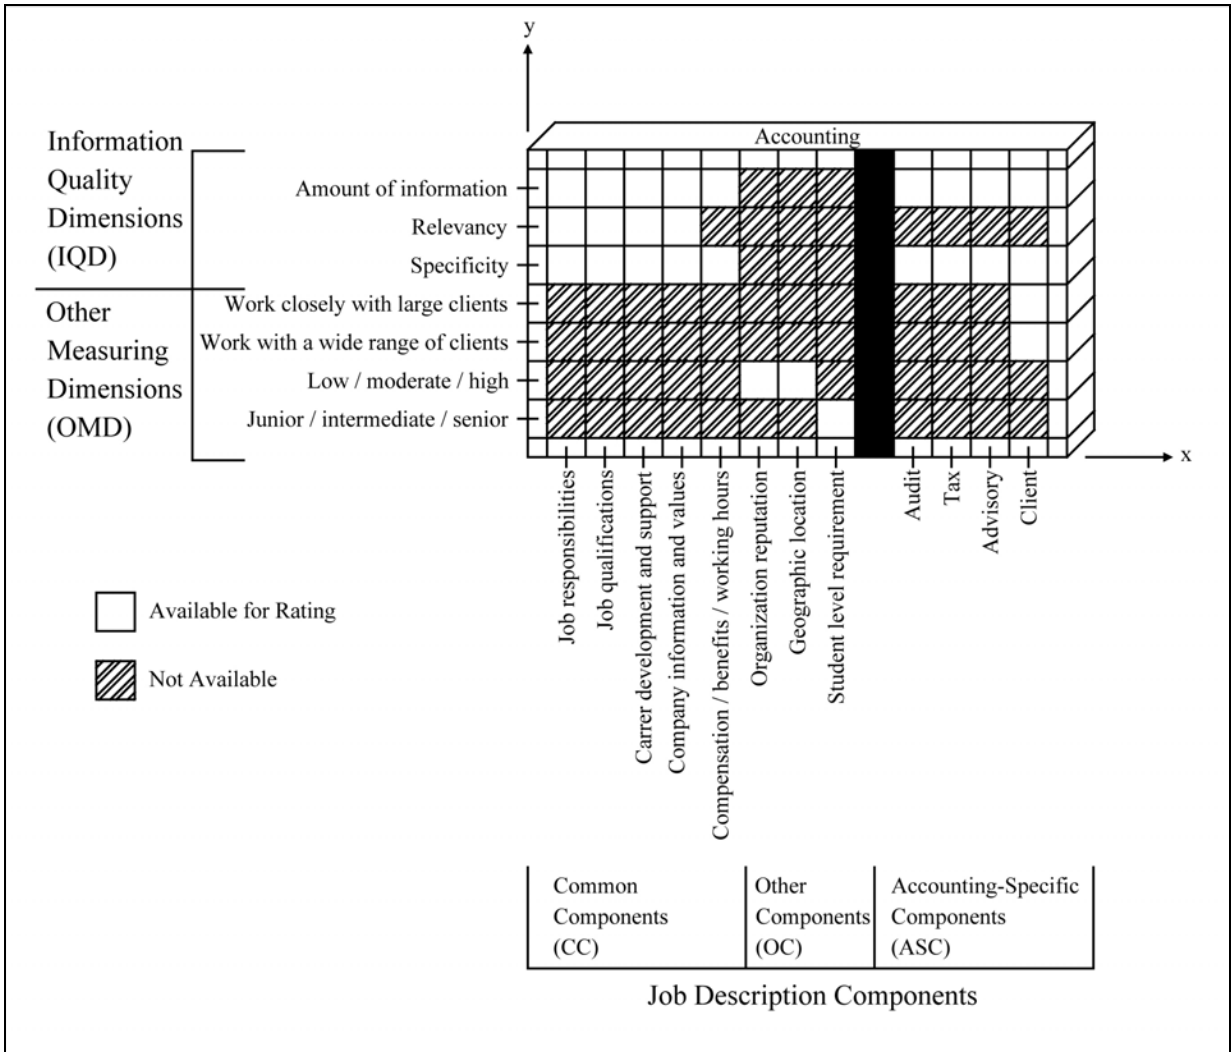 y
Accounting
Information
Quality
Dimensions
(IQD)
Amount of information
Relevancy
Specificity
Other
Measuring
Dimensions
(OMD)
Work closely with large clients
Work with a wide range of clients
Low / moderate / high
Junior / intermediate / senior
x
Job responsibilities
Job qualifications
Carrer development and support
Company information and values
Compensation / benefits / working hours
Organization reputation
Geographic location
Student level requirement
Audit
Tax
Advisory
Client
Available for Rating
Not Available
Common
Components
(CC)
Other
Components
(OC)
Accounting-Specific
Components
(ASC)
Job Description Components